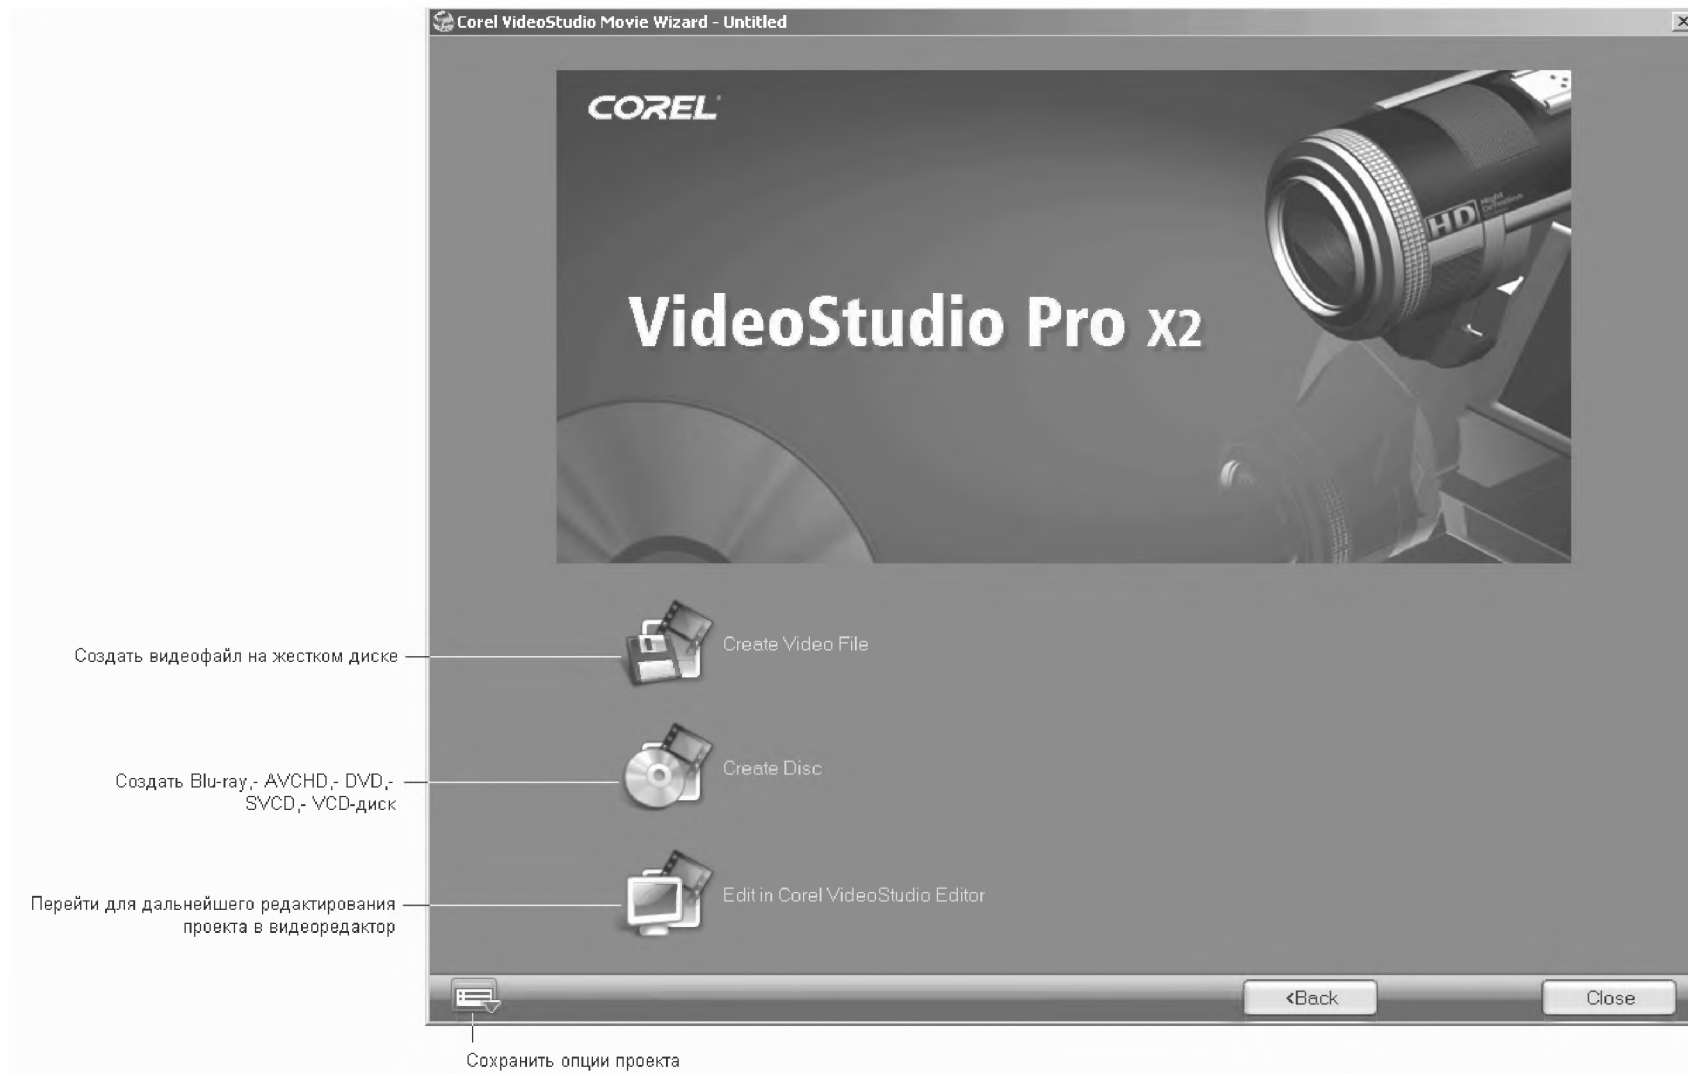 Corel VideoStudio Movie Wizard - Untitled
COREL
HD
VideoStudio Pro X2
Создать видеофайл на жестком диске
Create Video File
Создать Blu-ray,- AVCHD,- DVD,-
SVCD,- VCD-диск
Create Disc
Перейти для дальнейшего редактирования
проекта в видеоредактор
Edit in Corel VideoStudio Editor
<Back
Close
Сохранить опции проекта